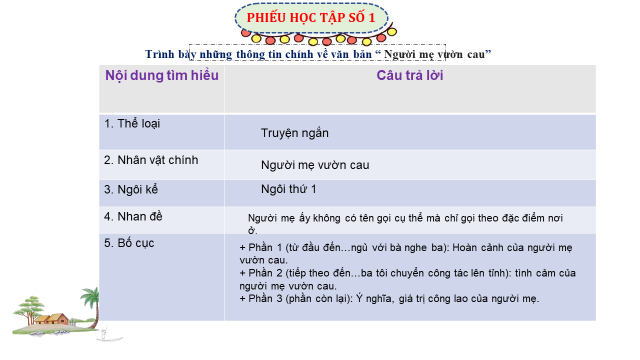 PHIẾU HỌC TẬP SỐ 1
Trình bày những thông tin chính về văn bản “ Người mẹ vườn cau”
Nội dung tìm hiểu
Câu trả lời
1. Thể loại
Truyện ngắn
2. Nhân vật chính
Người mẹ vườn cau
3. Ngôi kể
Ngôi thứ 1
4. Nhan đề
Người mẹ ấy không có tên gọi cụ thể mà chỉ gọi theo đặc điểm nơi
ở.
5. Bố cục
+ Phần 1 (từ đầu đến…ngủ với bà nghe ba): Hoàn cảnh của người mẹ
vườn cau.
+ Phần 2 (tiếp theo đến…ba tôi chuyển công tác lên tỉnh): tình cảm của
người mẹ vườn cau.
+ Phần 3 (phần còn lại): Ý nghĩa, giá trị công lao của người mẹ.